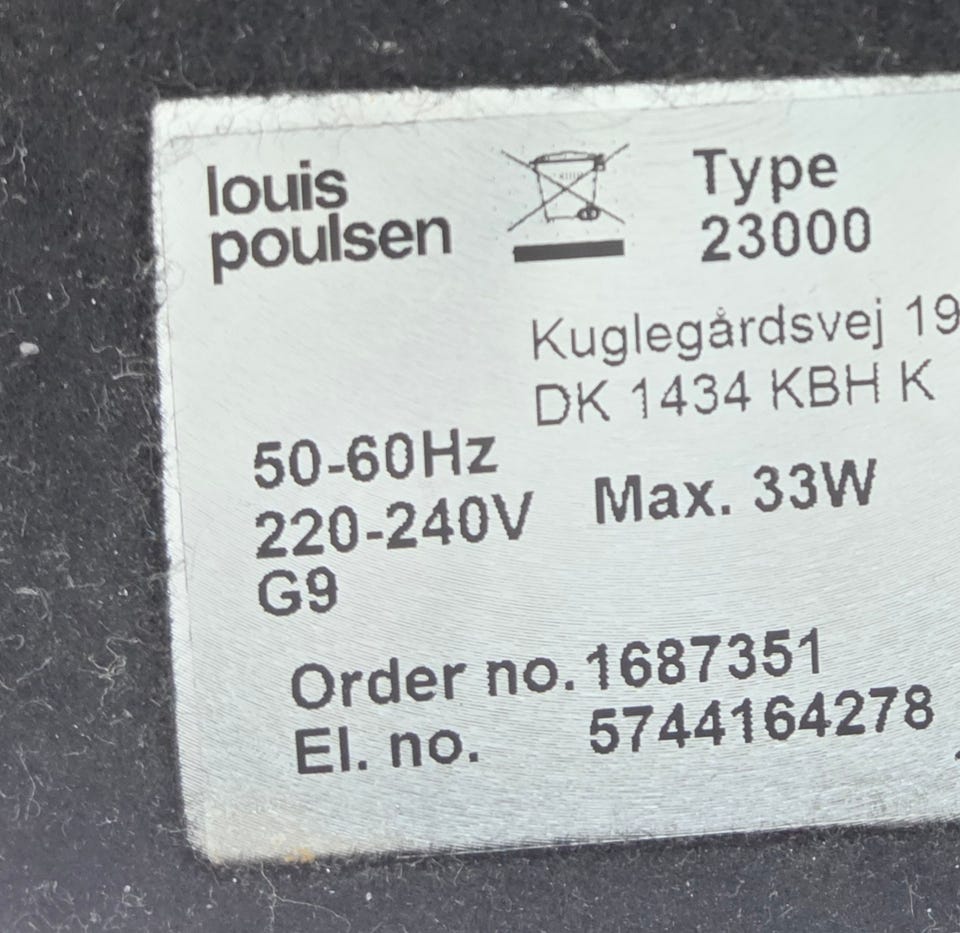 louis
poulsen
Type
23000
Kuglegårdsvej 19
DK 1434 KBH K
50-60Hz
220-240V Max. 33W
G9
Order no. 1687351
El. no. 5744164278